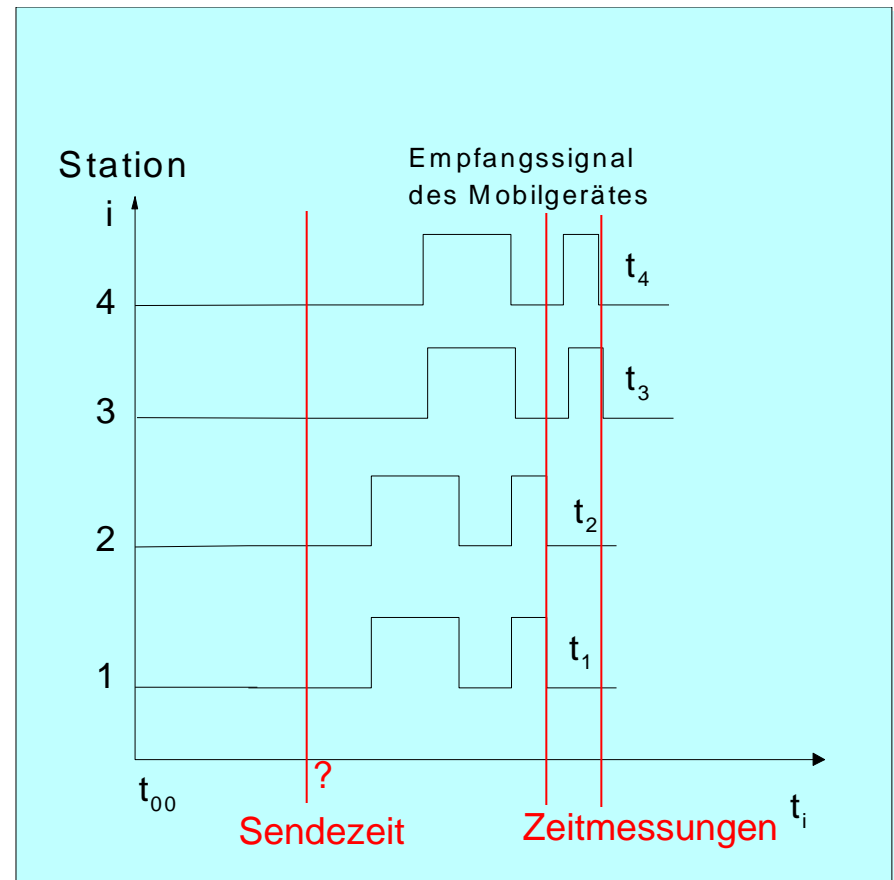 Station
i
Empfangssignal
des Mobilgerätes
4
t4
3
t3
2
t2
1
t1
t00
?
ti
Sendezeit
Zeitmessungen